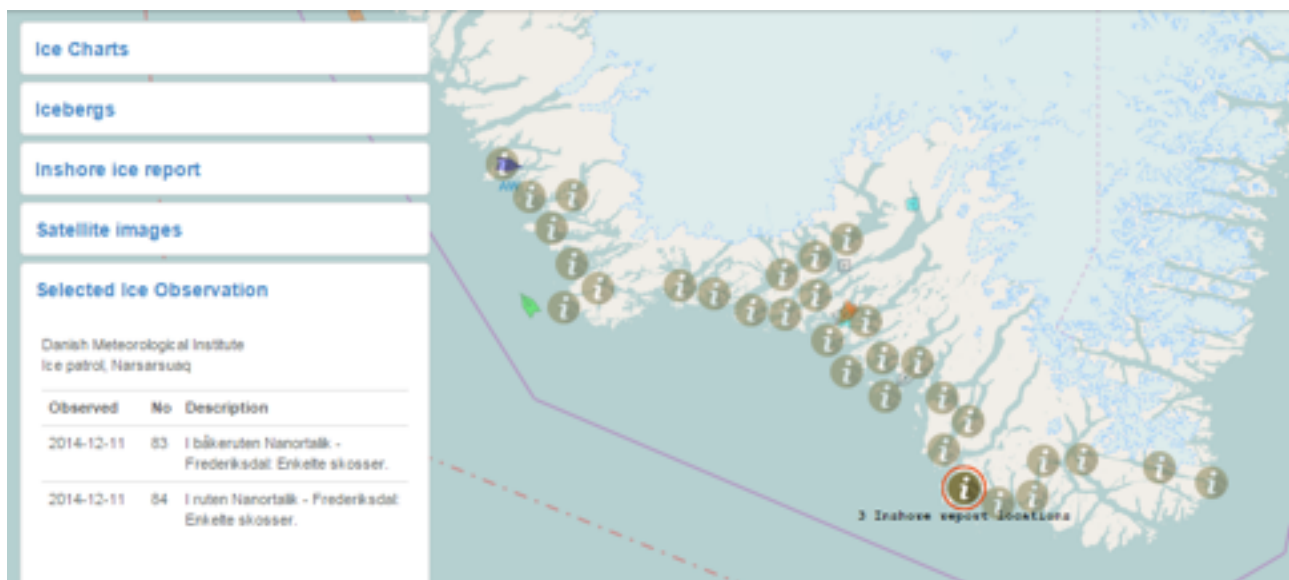 Ice Charts
Icebergs
Inshore ice report
Satellite images
Selected Ice Observation
Danish Meteorological Institute
Ice patrol, Narsarsuaq
Observed No Description
2014-12-11 83 I båkeruten Nanortalik -
Frederiksdal: Enkelte skosser.
2014-12-11 84 I ruten Nanortalik - Frederiksdal:
Enkelte skosser.
3 Inshore report locations